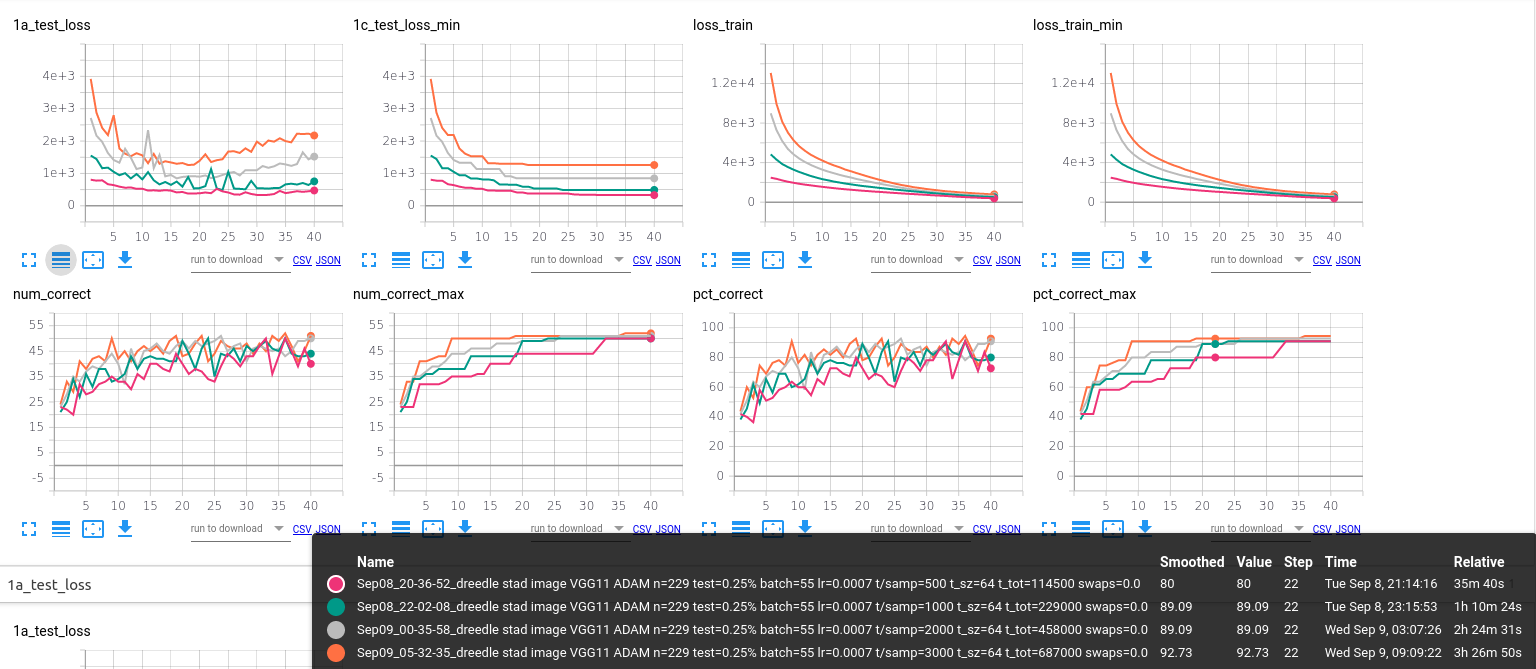 1a_test_loss 1c_test_loss_min loss_train loss_train_min
4e+3 4e+3 1.2e+4 1.2e+4
3e+3 3e+3 8e+3 8e+3
2e+3 2e+3 4e+3 4e+3
1e+3 1e+3
0 0 0 0
5 10 15 20 25 30 35 40 5 10 15 20 25 30 35 40 5 10 15 20 25 30 35 40 5 10 15 20 25 30 35 40
run to download CSV JSON run to download CSV JSON run to download CSV JSON run to download CSV JSON
num_correct num_correct_max pct_correct pct_correct_max
55 55 100 100
45 45 80 80
35 35 60 60
25 25 40 40
15 15 20 20
5 5 0 0
-5 -5
5 10 15 20 25 30 35 40 5 10 15 20 25 30 35 40 5 10 15 20 25 30 35 40 5 10 15 20 25 30 35 40
run to download CSV JSON run to download CSV JSON run to download CSV JSON run to download CSV JSON
Name Smoothed Value Step Time Relative
Sep08_20-36-52_dreedle stad image VGG11 ADAM n=229 test=0.25% batch=55 lr=0.0007 t/samp=500 t_sz=64 t_tot=114500 swaps=0.0 80 80 22 Tue Sep 8, 21:14:16 35m 40s
Sep08_22-02-08_dreedle stad image VGG11 ADAM n=229 test=0.25% batch=55 lr=0.0007 t/samp=1000 t_sz=64 t_tot=229000 swaps=0.0 89.09 89.09 22 Tue Sep 8, 23:15:53 1h 10m 24s
Sep09_00-35-58_dreedle stad image VGG11 ADAM n=229 test=0.25% batch=55 lr=0.0007 t/samp=2000 t_sz=64 t_tot=458000 swaps=0.0 89.09 89.09 22 Wed Sep 9, 03:07:26 2h 24m 31s
Sep09_05-32-35_dreedle stad image VGG11 ADAM n=229 test=0.25% batch=55 lr=0.0007 t/samp=3000 t_sz=64 t_tot=687000 swaps=0.0 92.73 92.73 22 Wed Sep 9, 09:09:22 3h 26m 50s
1a_test_loss
1a_test_loss